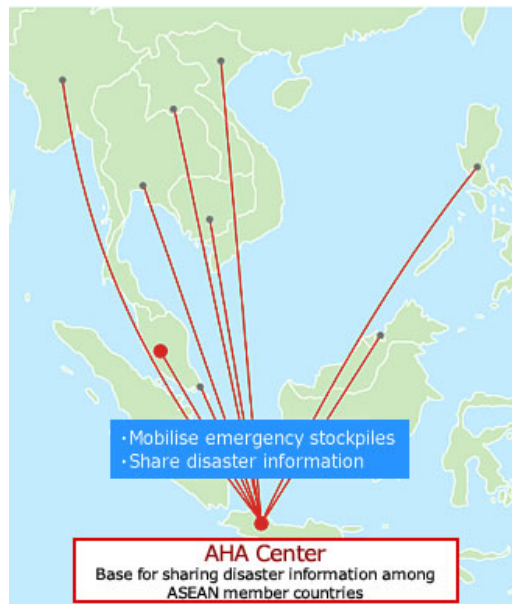 ·Mobilise emergency stockpiles
·Share disaster information
AHA Center
Base for sharing disaster information among
ASEAN member countries